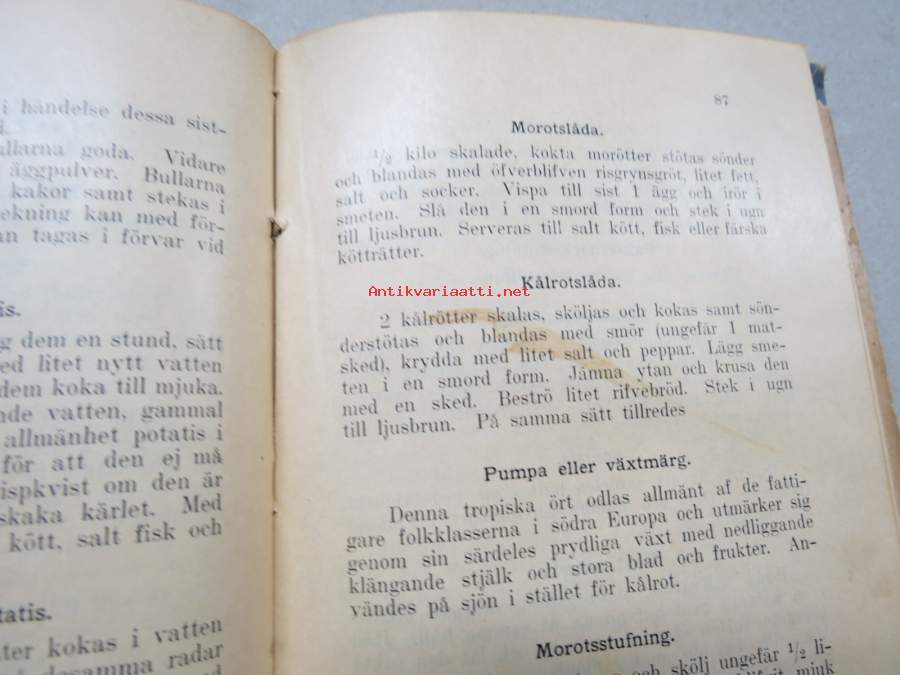 i händelse dessa sist-
ullarna goda. Vidare
äggpulver. Bullarna
kakor samt stekas i
ekning kan med för-
an tagas i förvar vid
is.
g dem en stund, sätt
ed litet nytt vatten
dem koka till mjuka.
nde vatten, gammal
allmänhet potatis i
för att den ej må
ispkvist om den är
skaka kärlet. Med
kött, salt fisk och
tatis.
ter kokas i vatten
desamma radar
87
Morotslåda.
1/2 kilo skalade, kokta morötter stötas sönder
och blandas med öfverblifven risgrynsgröt, litet fett,
salt och socker. Vispa till sist 1 ägg och irör i
smeten. Slå den i en smord form och stek i ugn
till ljusbrun. Serveras till salt kött, fisk eller färska
kötträtter.
Kålrotslåda.
Antikvariaatti.net
2 kålrötter skalas, sköljas och kokas samt sön-
derstötas och blandas med smör (ungefär 1 mat-
sked), krydda med litet salt och peppar. Lägg sme-
ten i en smord form. Jämna ytan och krusa den
med en sked. Beströ litet rifvebröd. Stek i ugn
till ljusbrun. På samma sätt tillredes
Pumpa eller växtmärg.
Denna tropiska ört odlas allmänt af de fatti-
gare folkklasserna i södra Europa och utmärker sig
genom sin särdeles prydliga växt med nedliggande
klängande stjälk och stora blad och frukter. An-
vändes på sjön i stället för kålrot.
Morotsstufning.
och skölj ungefär 1/2 li-
mjuk